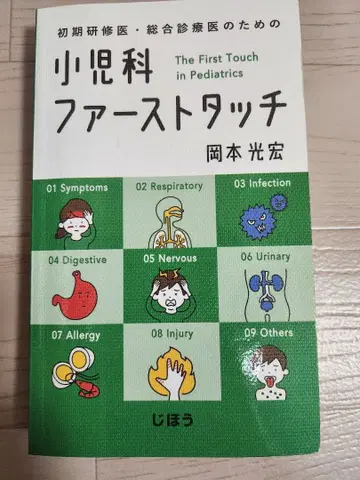 初期研修医・総合診療医のための
小児科
The First Touch
in Pediatrics
ファーストタッチ
岡本光宏
01 Symptoms
02 Respiratory
03 Infection
04 Digestive
05 Nervous
06 Urinary
07 Allergy
08 Injury
09 Others
じほう